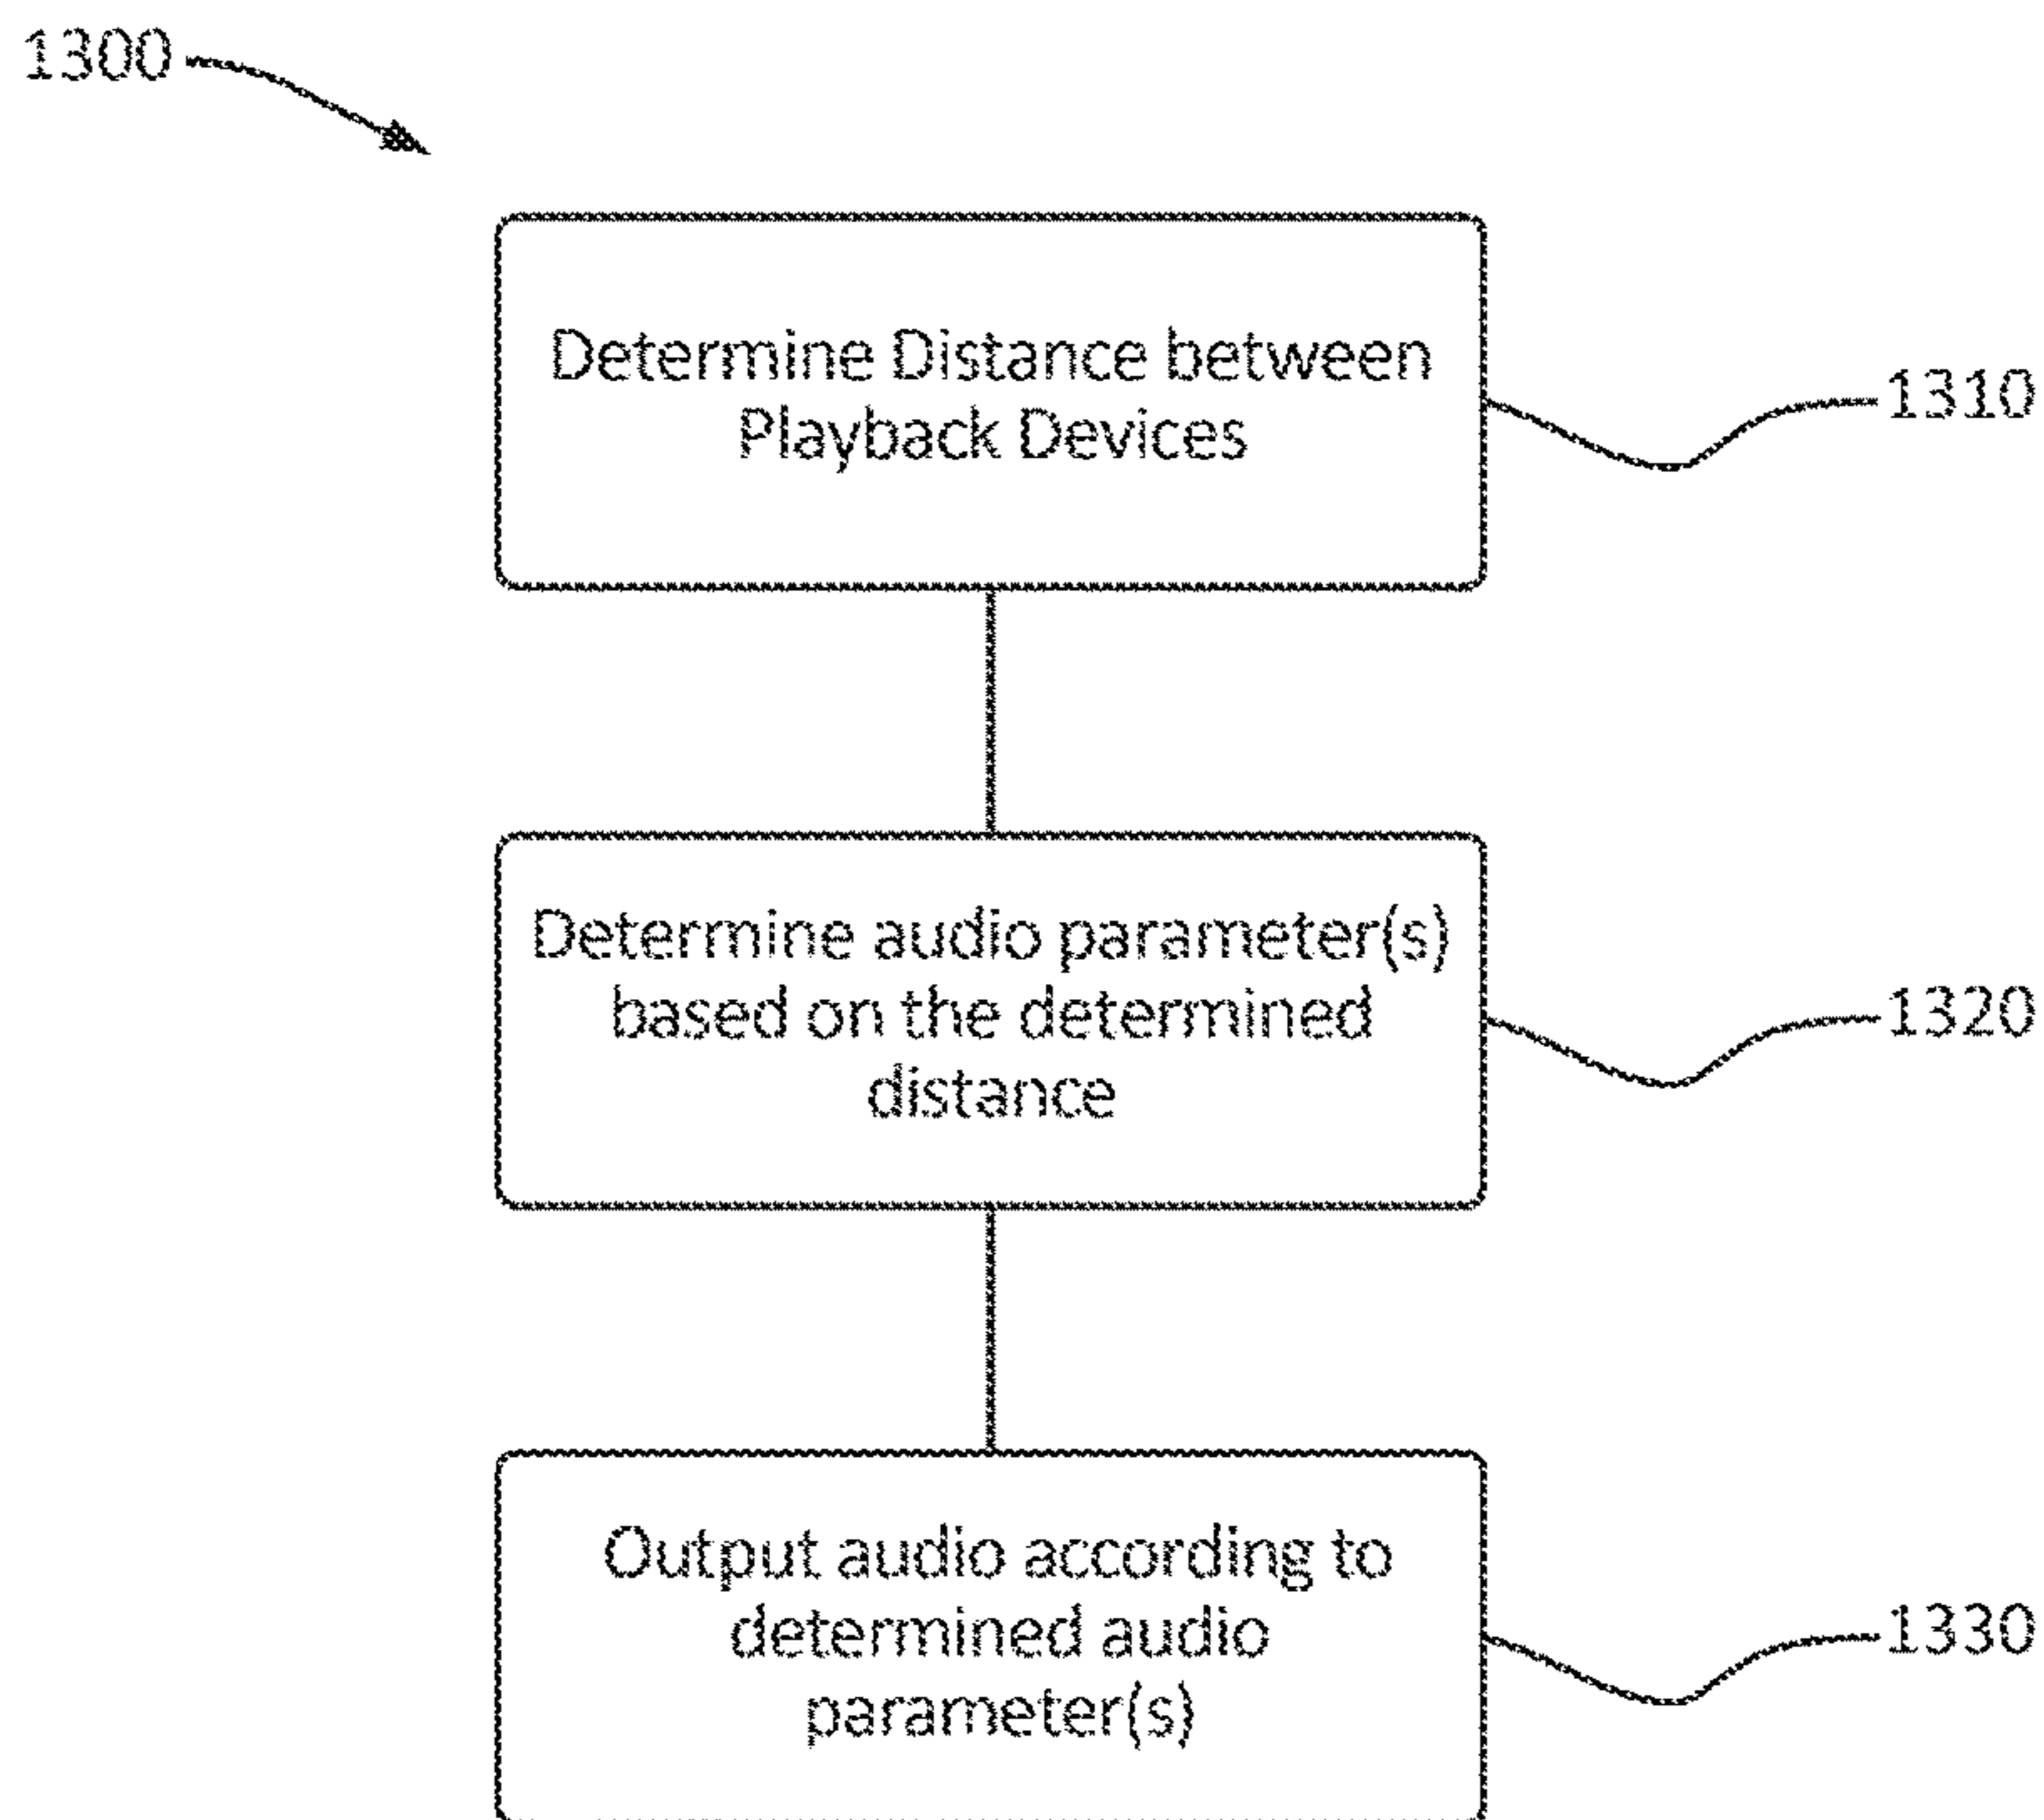 1300
Determine Distance between
Playback Devices
1310
Determine audio parameter(s)
based on the determined
distance
1320
Output audio according to
determined audio
parameter(s)
1330